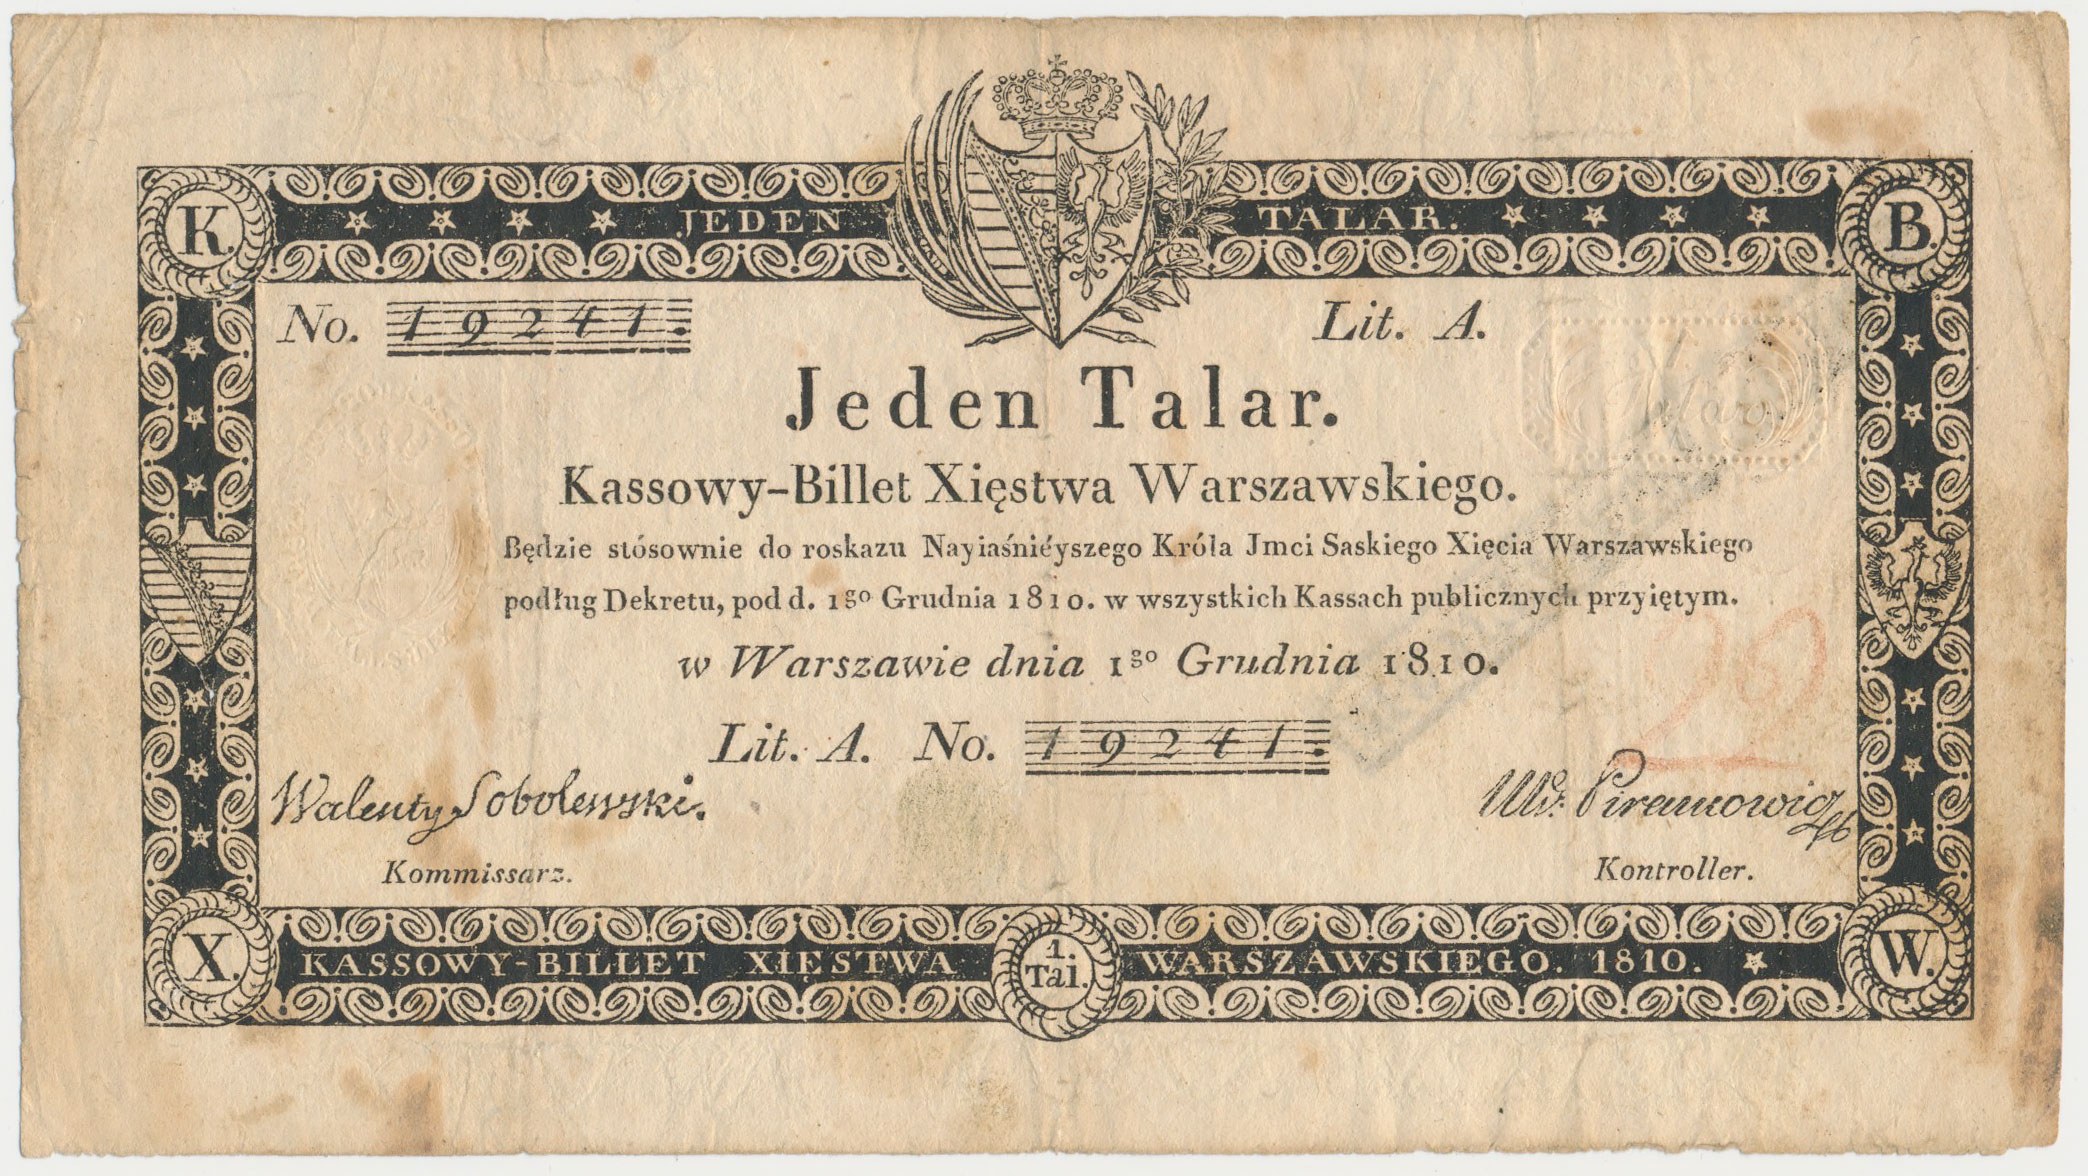 K. JEDEN TALAR. B.
No. 19241. Lit. A.
Jeden Talar.
Kassowy-Billet Xięstwa Warszawskiego.
Będzie stósownie do roskazu Nayiaśniéyszego Króla Jmci Saskiego Xięcia Warszawskiego
podług Dekretu, pod d. 1go Grudnia 1810. w wszystkich Kassach publicznych przyiętym.
w Warszawie dnia 1go Grudnia 1810.
Lit. A. No. 19241.
Walenty Sobolewski.
Piramowicz
Kommissarz. Kontroller.
X. KASSOWY-BILLET XIĘSTWA 1. Tal. WARSZAWSKIEGO. 1810. W.